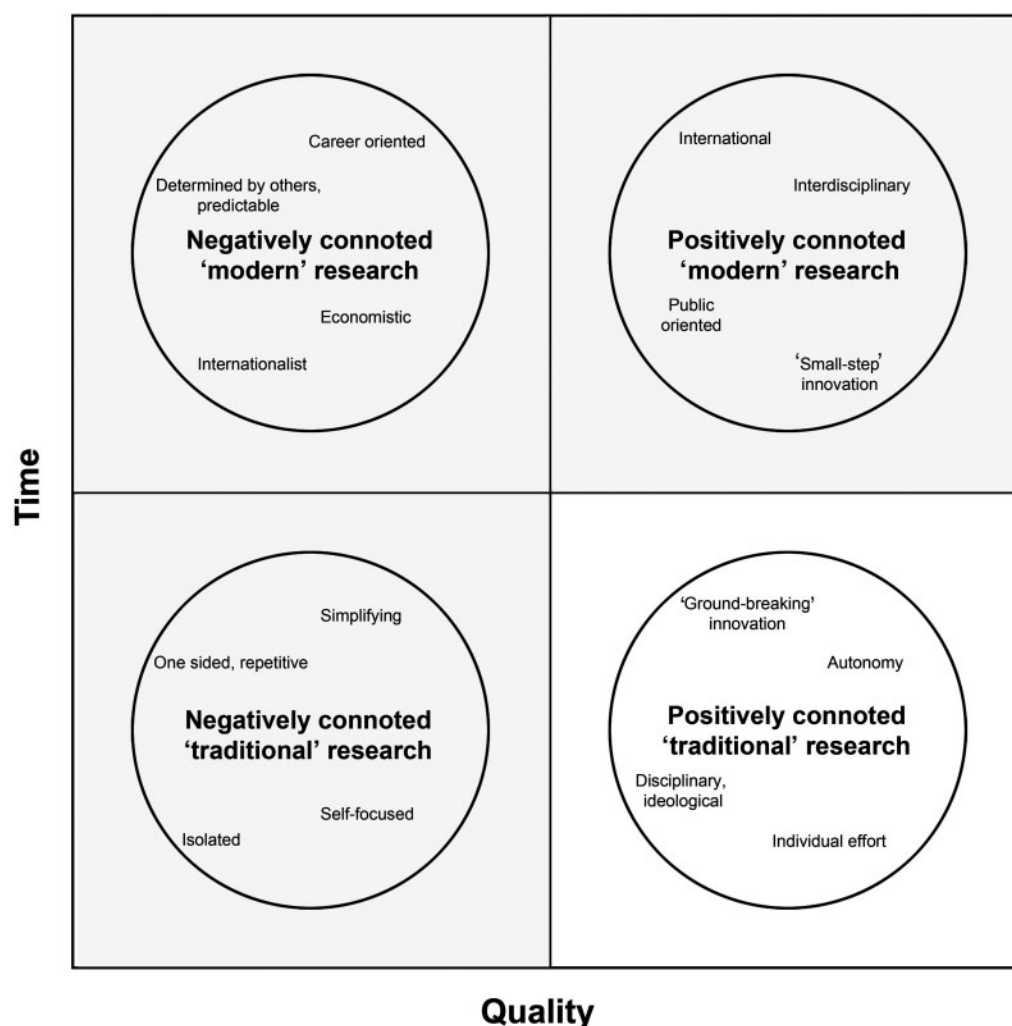 Career oriented
Determined by others,
predictable
Negatively connoted
‘modern’ research
Economistic
Internationalist
International
Interdisciplinary
Positively connoted
‘modern’ research
Public
oriented
‘Small-step’
innovation
Time
Simplifying
One sided, repetitive
Negatively connoted
‘traditional’ research
Self-focused
Isolated
‘Ground-breaking’
innovation
Autonomy
Positively connoted
‘traditional’ research
Disciplinary,
ideological
Individual effort
Quality